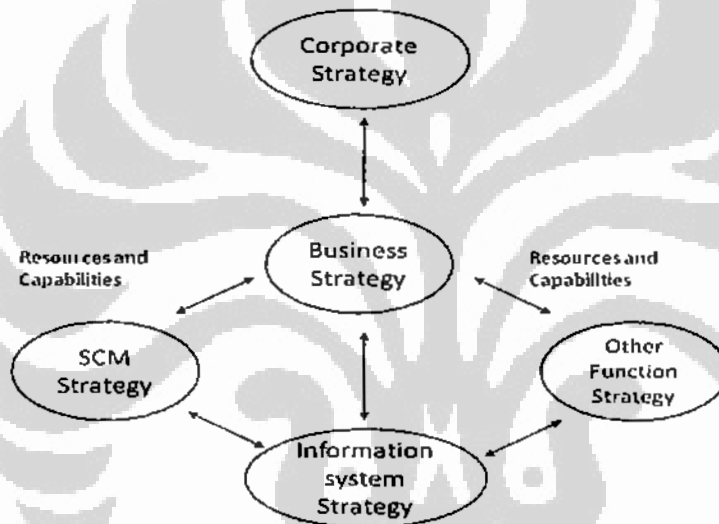 Corporate
Strategy
Business
Strategy
Resources and
Capabilities
Resources and
Capabilities
SCM
Strategy
Other
Function
Strategy
Information
system
Strategy